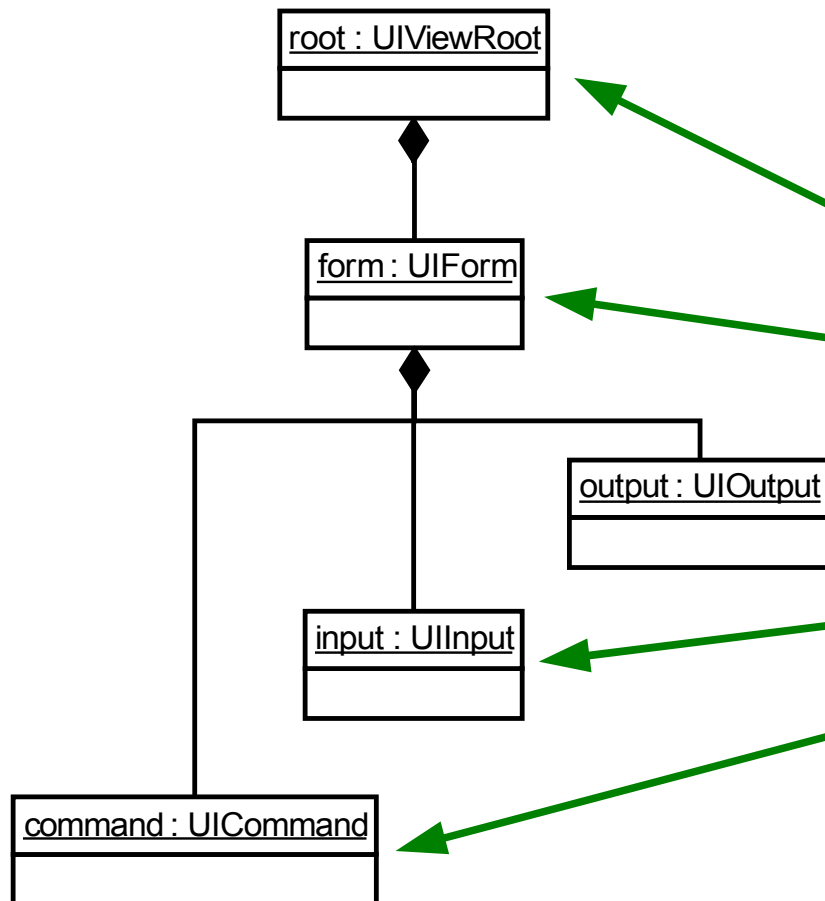 root : UIViewRoot
form : UIForm
output : UIOutput
input : UIInput
command : UICommand